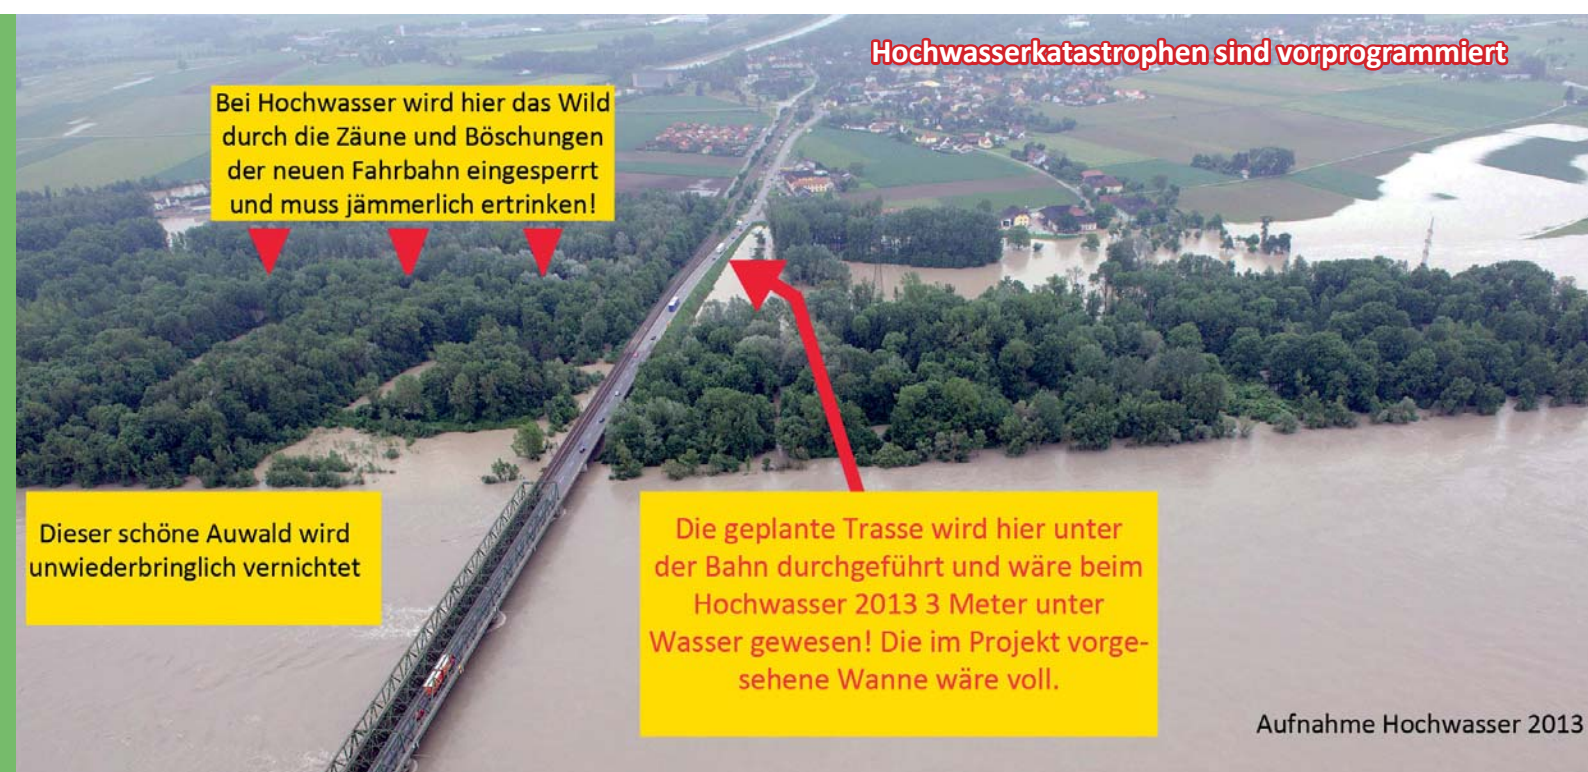 Hochwasserkatastrophen sind vorprogrammiert
Bei Hochwasser wird hier das Wild
durch die Zäune und Böschungen
der neuen Fahrbahn eingesperrt
und muss jämmerlich ertrinken!
Dieser schöne Auwald wird
unwiederbringlich vernichtet
Die geplante Trasse wird hier unter
der Bahn durchgeführt und wäre beim
Hochwasser 2013 3 Meter unter
Wasser gewesen! Die im Projekt vorge-
sehene Wanne wäre voll.
Aufnahme Hochwasser 2013